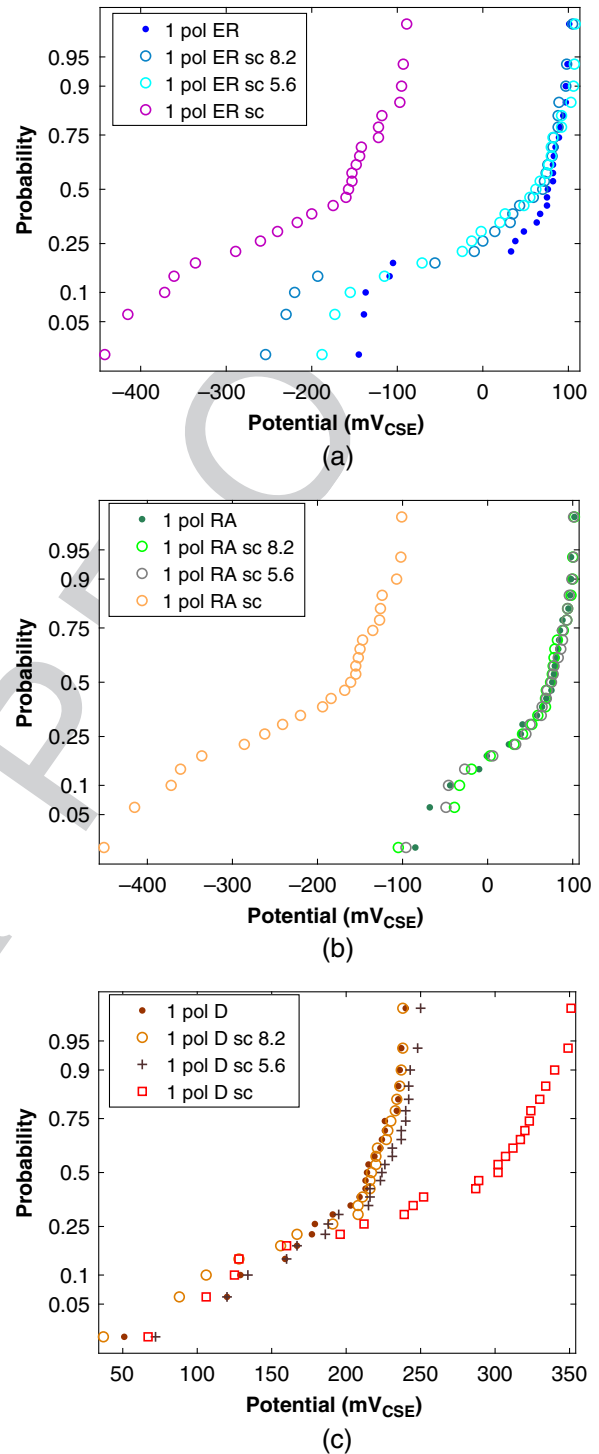 1 pol ER
1 pol ER sc 8.2
1 pol ER sc 5.6
1 pol ER sc
0.95
0.9
0.75
0.5
0.25
0.1
0.05
Probability
−400 −300 −200 −100 0 100
Potential (mVCSE)
(a)
1 pol RA
1 pol RA sc 8.2
1 pol RA sc 5.6
1 pol RA sc
0.95
0.9
0.75
0.5
0.25
0.1
0.05
Probability
−400 −300 −200 −100 0 100
Potential (mVCSE)
(b)
1 pol D
1 pol D sc 8.2
1 pol D sc 5.6
1 pol D sc
0.95
0.9
0.75
0.5
0.25
0.1
0.05
Probability
50 100 150 200 250 300 350
Potential (mVCSE)
(c)